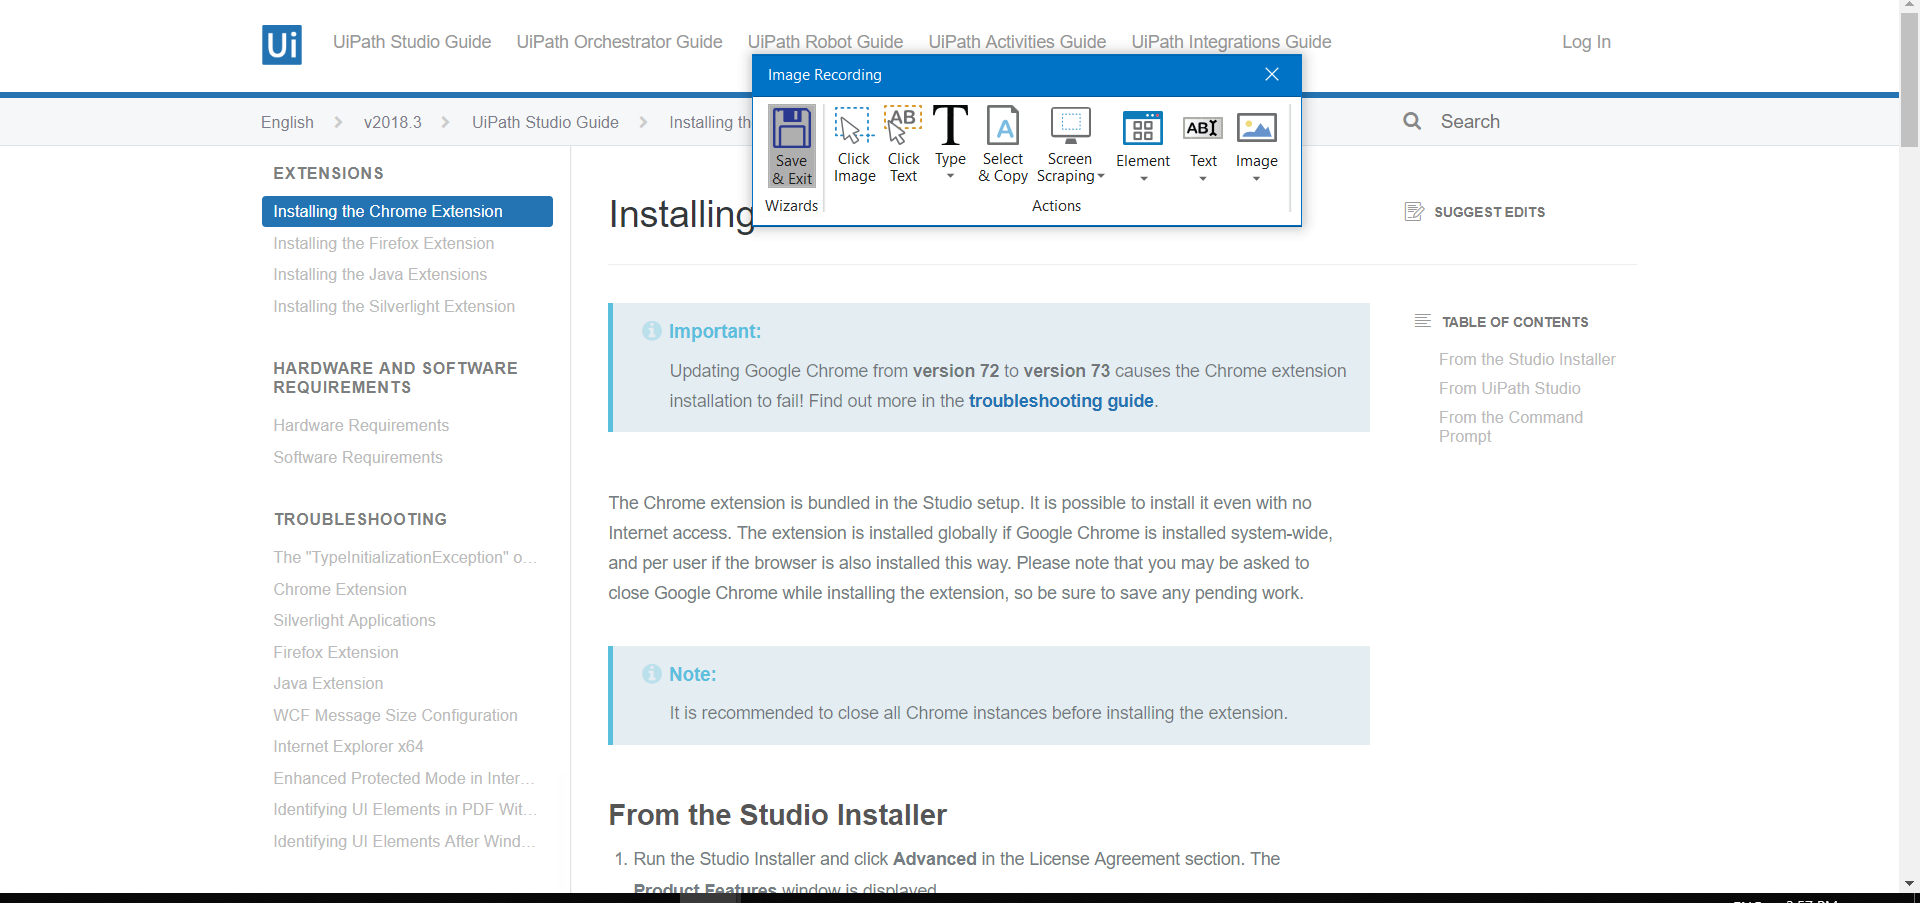 Ui
UiPath Studio Guide
UiPath Orchestrator Guide
UiPath Robot Guide
UiPath Activities Guide
UiPath Integrations Guide
Log In
Image Recording
Save
& Exit
Click
Image
AB
Click
Text
T
Type
A
Select
& Copy
Screen
Scraping
Element
AB
Text
Image
Wizards
Actions
English
v2018.3
UiPath Studio Guide
Installing th
Search
EXTENSIONS
Installing the Chrome Extension
Installing the Firefox Extension
Installing the Java Extensions
Installing the Silverlight Extension
HARDWARE AND SOFTWARE
REQUIREMENTS
Hardware Requirements
Software Requirements
TROUBLESHOOTING
The "TypeInitializationException" o...
Chrome Extension
Silverlight Applications
Firefox Extension
Java Extension
WCF Message Size Configuration
Internet Explorer x64
Enhanced Protected Mode in Inter...
Identifying UI Elements in PDF Wit...
Identifying UI Elements After Wind...
Installing
Important:
Updating Google Chrome from version 72 to version 73 causes the Chrome extension
installation to fail! Find out more in the troubleshooting guide.
The Chrome extension is bundled in the Studio setup. It is possible to install it even with no
Internet access. The extension is installed globally if Google Chrome is installed system-wide,
and per user if the browser is also installed this way. Please note that you may be asked to
close Google Chrome while installing the extension, so be sure to save any pending work.
Note:
It is recommended to close all Chrome instances before installing the extension.
From the Studio Installer
1. Run the Studio Installer and click Advanced in the License Agreement section. The
Product Features window is displayed
SUGGEST EDITS
TABLE OF CONTENTS
From the Studio Installer
From UiPath Studio
From the Command
Prompt